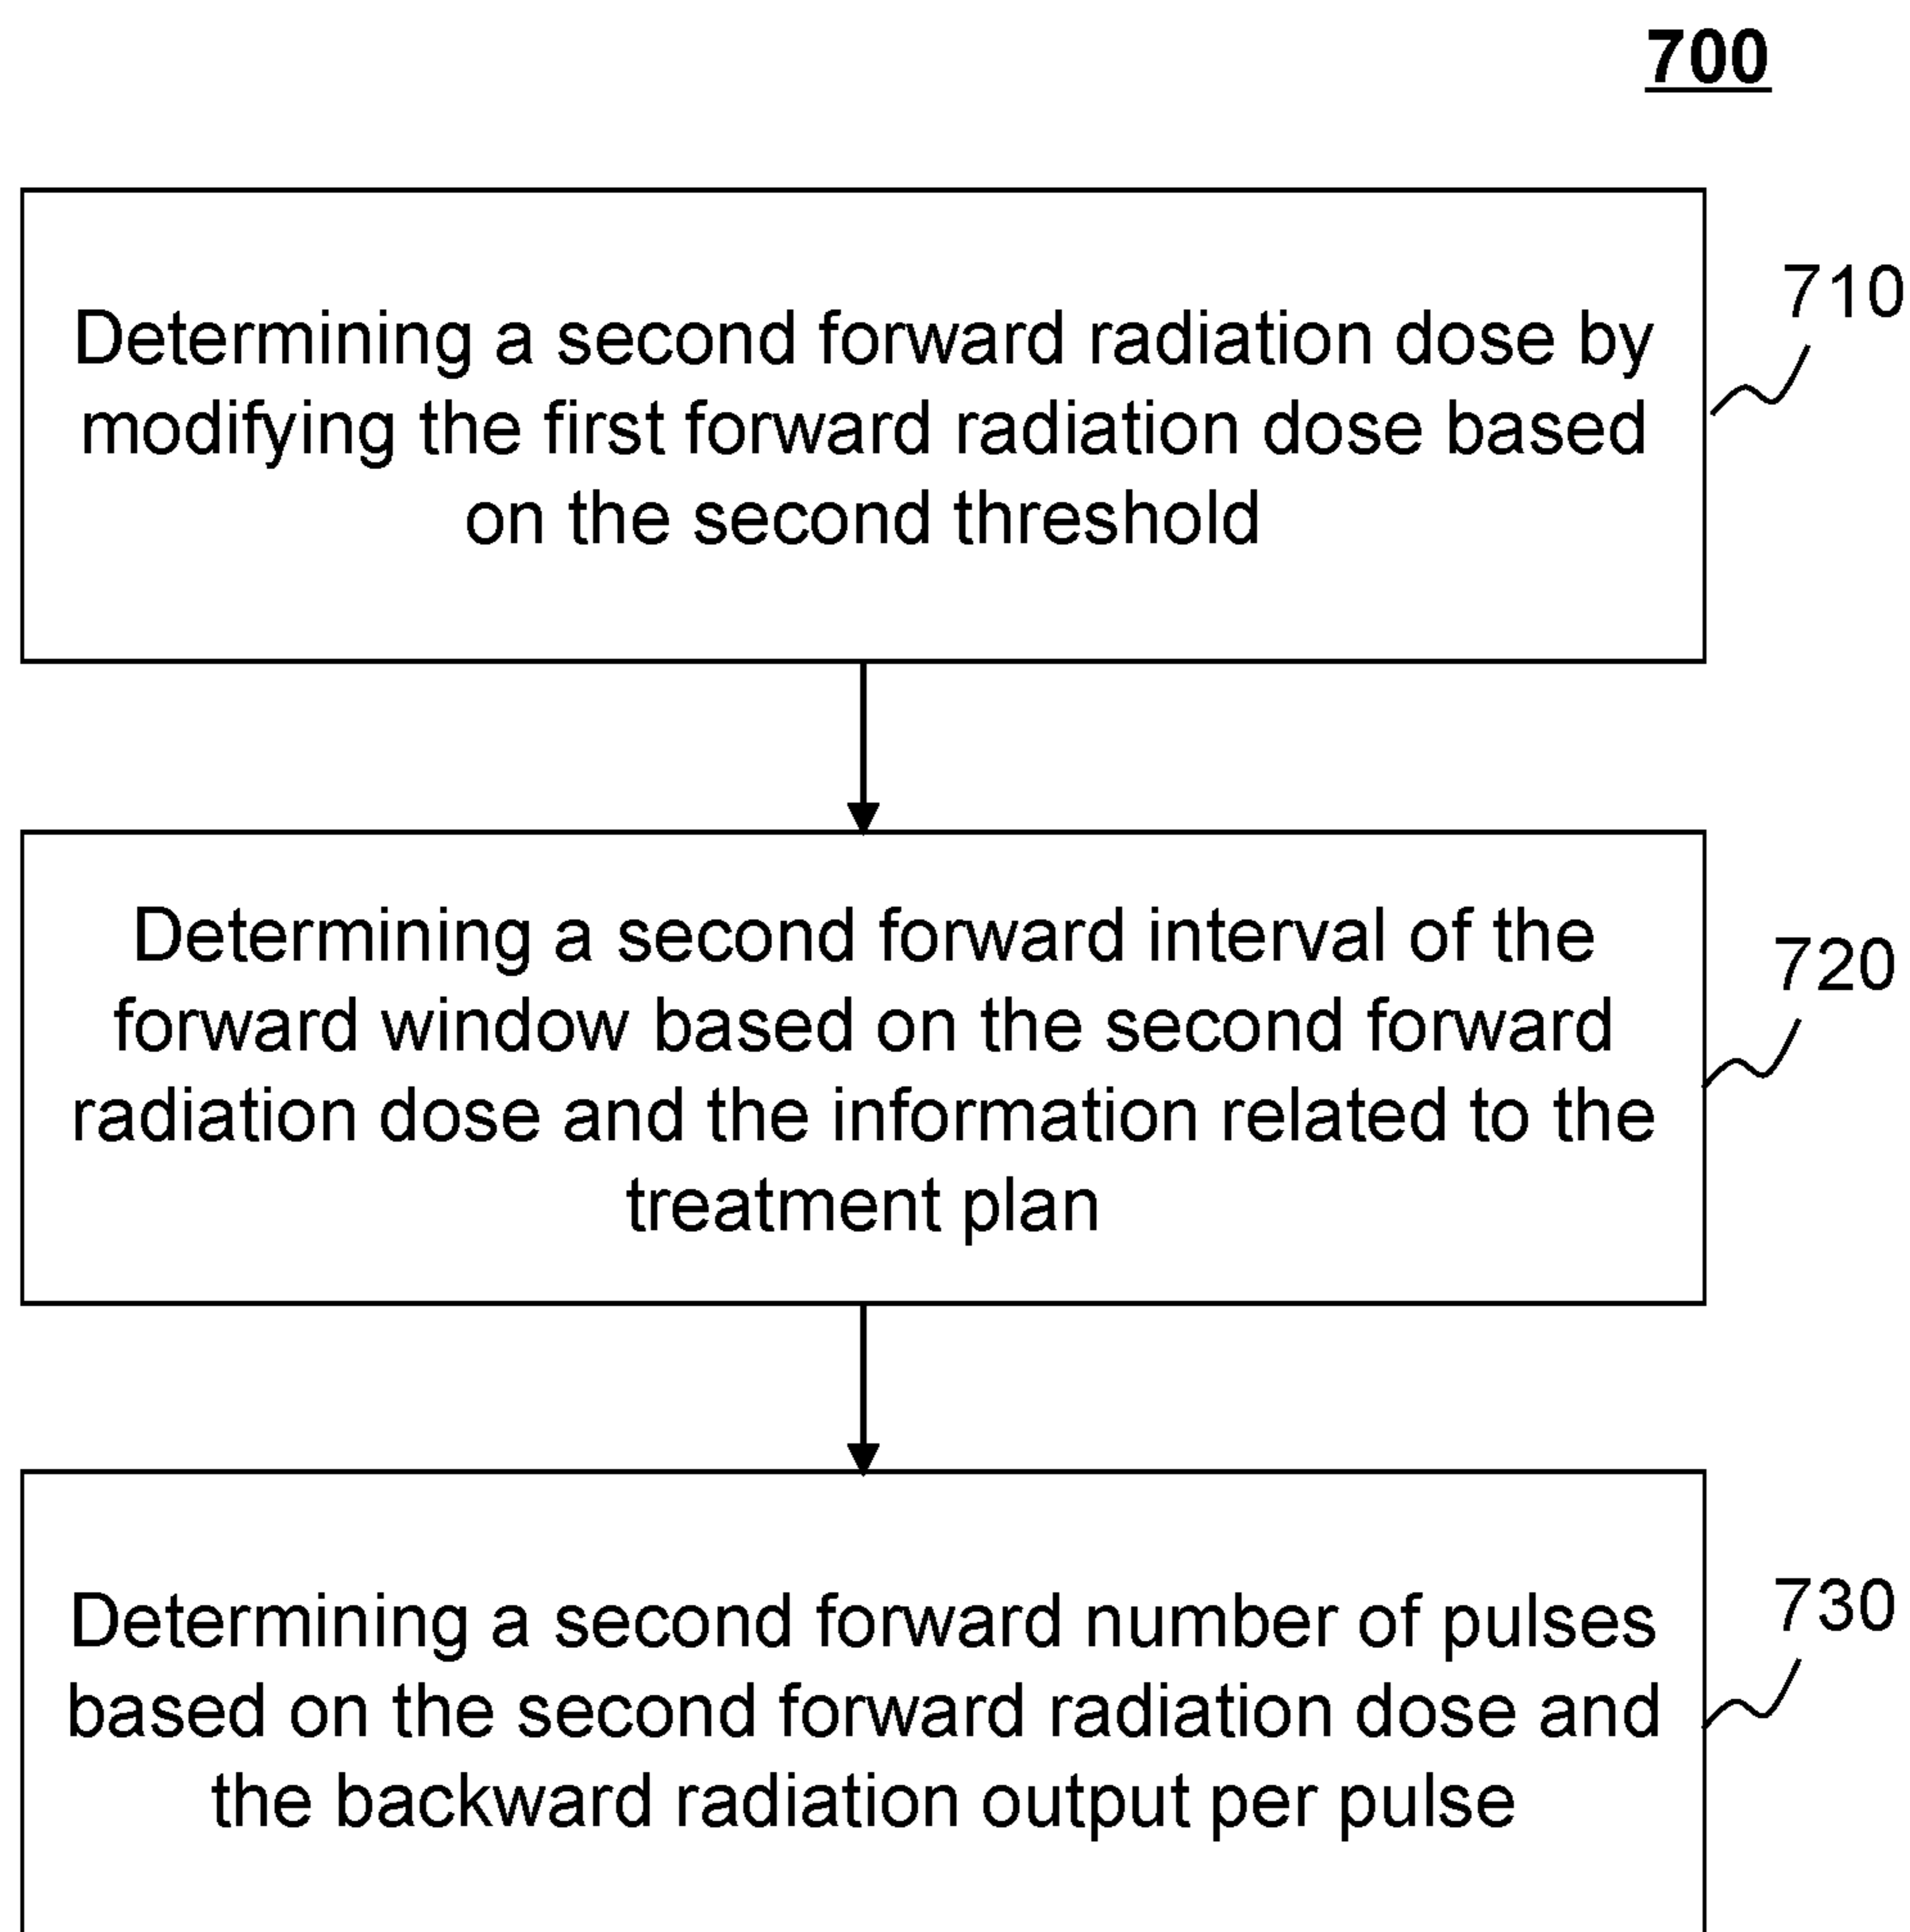 700
Determining a second forward radiation dose by
modifying the first forward radiation dose based
on the second threshold
710
Determining a second forward interval of the
forward window based on the second forward
radiation dose and the information related to the
treatment plan
720
Determining a second forward number of pulses
based on the second forward radiation dose and
the backward radiation output per pulse
730